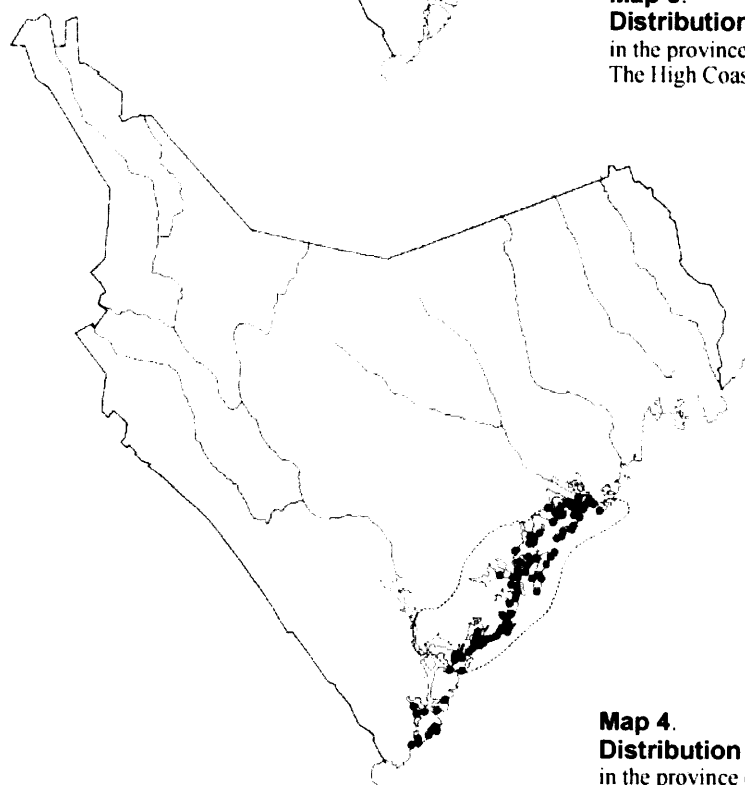 Distribution
in the province
The High Coas
Map 4.
Distribution
in the province